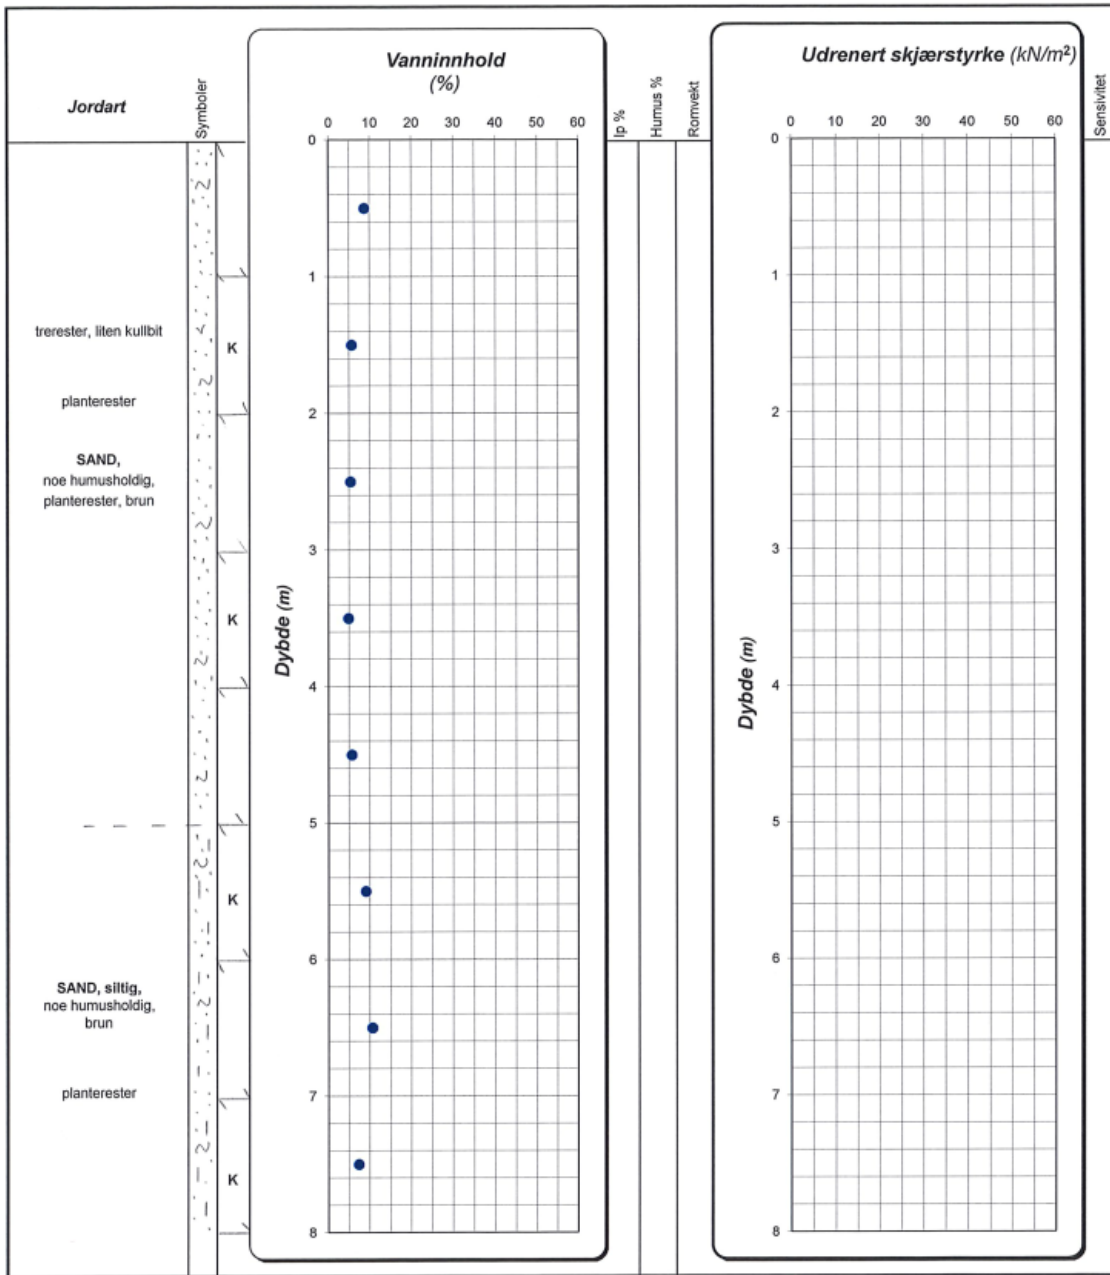 Jordart
Symboler
Vanninnhold
(%)
Ip %
Humus %
Romvekt
Udrenert skjærstyrke (kN/m²)
Sensivitet
0 10 20 30 40 50 60
0
1
2
3
4
5
6
7
8
Dybde (m)
0 10 20 30 40 50 60
0
1
2
3
4
5
6
7
8
Dybde (m)
trerester, liten kullbit
K
planterester
SAND,
noe humusholdig,
planterester, brun
K
K
SAND, siltig,
noe humusholdig,
brun
planterester
K